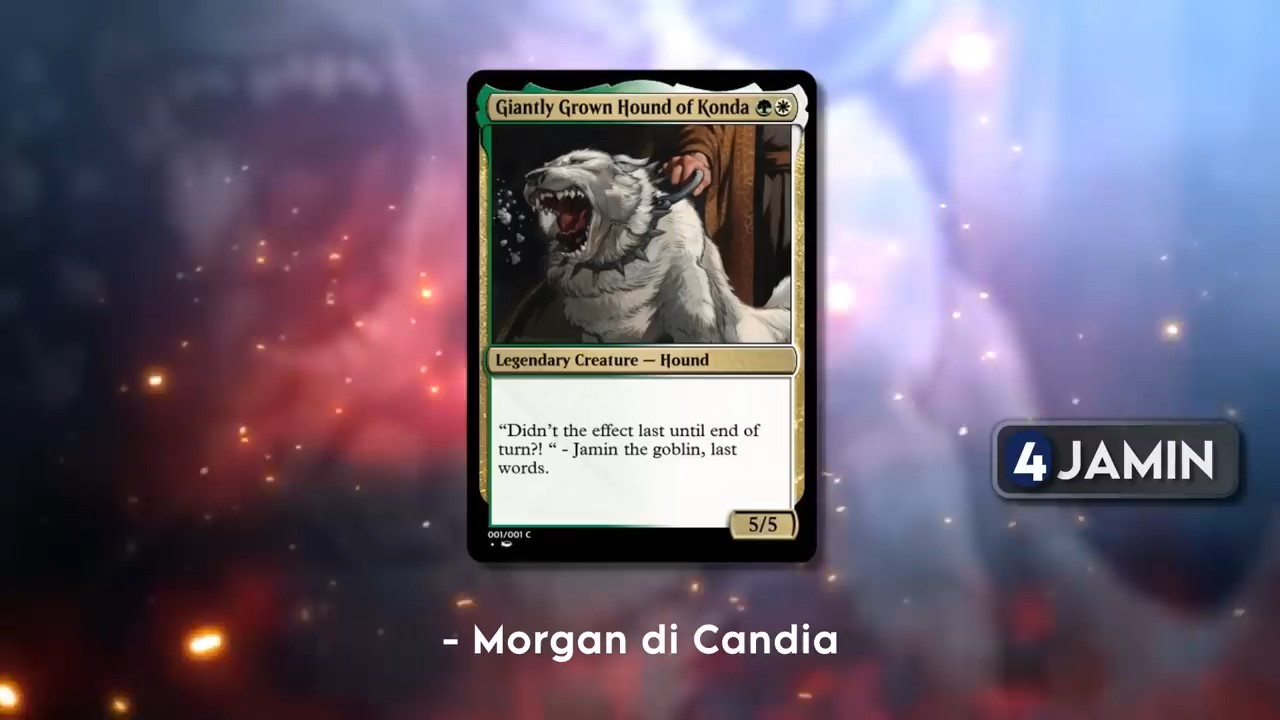 Giantly Grown Hound of Konda
Legendary Creature — Hound
“Didn’t the effect last until end of
turn?! “ - Jamin the goblin, last
words.
5/5
001/001 C
4 JAMIN
- Morgan di Candia